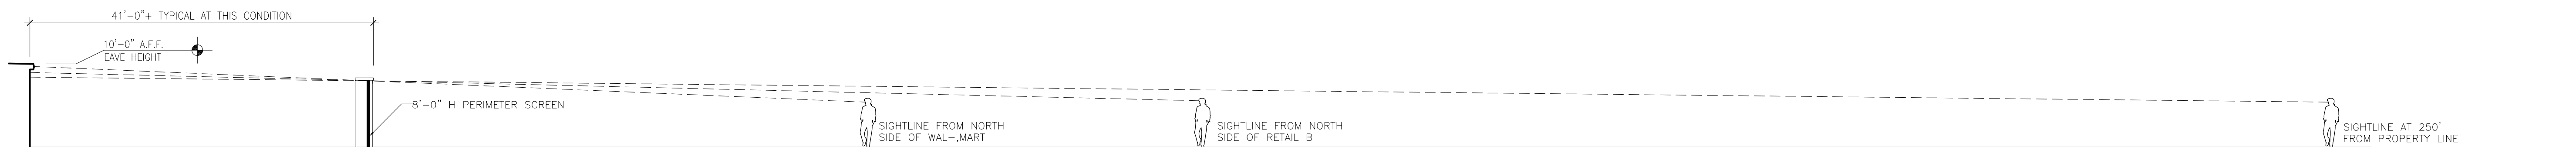 41'-0"+ TYPICAL AT THIS CONDITION
10'-0" A.F.F.
EAVE HEIGHT
8'-0" H PERIMETER SCREEN
SIGHTLINE FROM NORTH
SIDE OF WAL-,MART
SIGHTLINE FROM NORTH
SIDE OF RETAIL B
SIGHTLINE AT 250'
FROM PROPERTY LINE